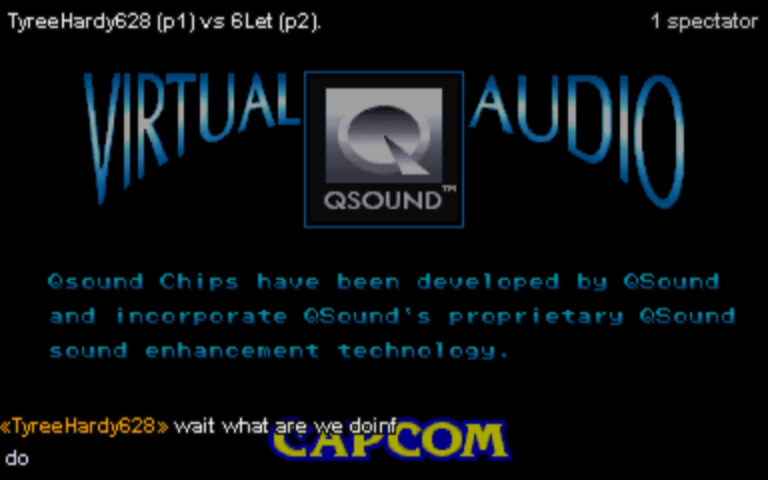 TyreeHardy628 (p1) vs 6Let (p2).
1 spectator
VIRTUAL AUDIO
QSOUND™
Qsound Chips have been developed by QSound
and incorporate QSound's proprietary QSound
sound enhancement technology.
«TyreeHardy628» wait what are we doinf
CAPCOM
do